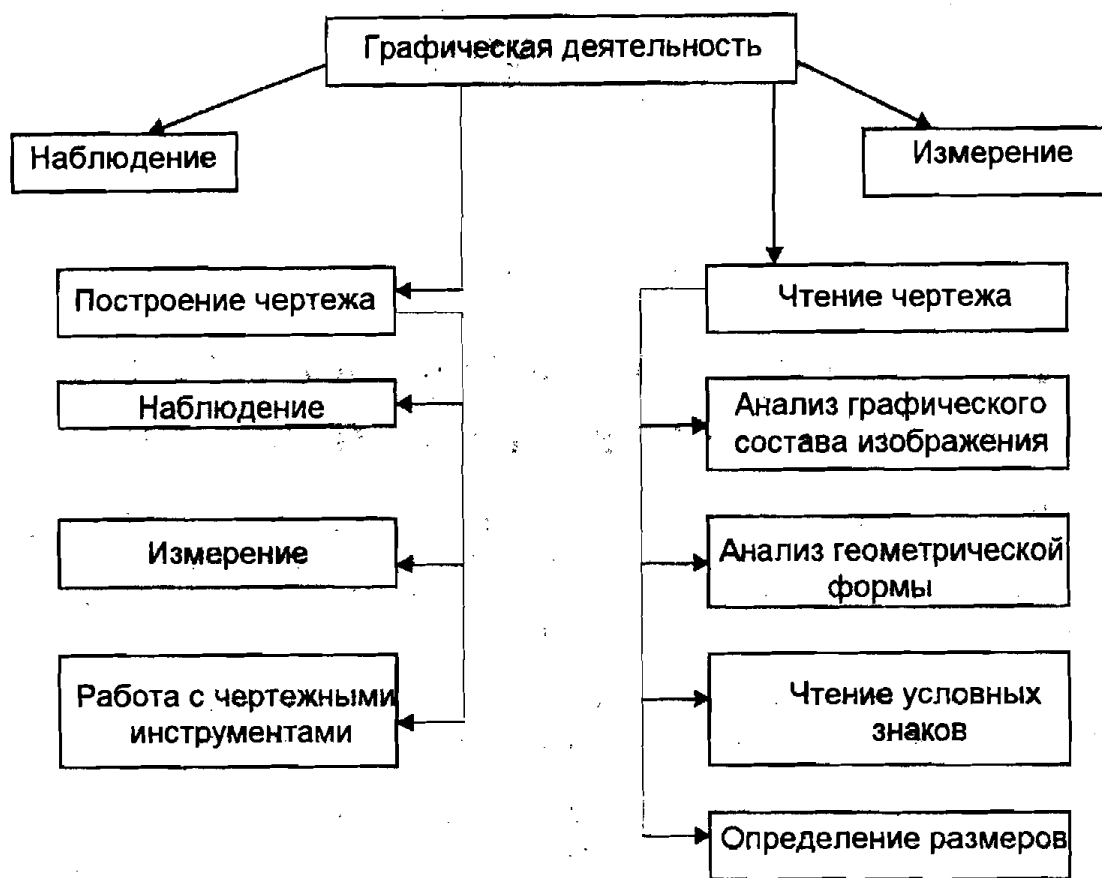 Графическая деятельность
Наблюдение
Измерение
Построение чертежа
Наблюдение
Измерение
Работа с чертежными
инструментами
Чтение чертежа
Анализ графического
состава изображения
Анализ геометрической
формы
Чтение условных
знаков
Определение размеров